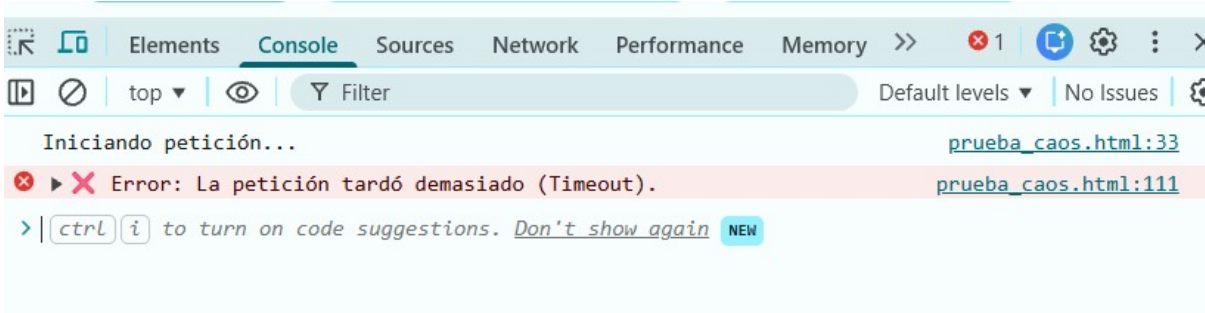 Elements Console Sources Network Performance Memory 1
top Filter Default levels No Issues
Iniciando petición... prueba_caos.html:33
Error: La petición tardó demasiado (Timeout). prueba_caos.html:111
ctrl i to turn on code suggestions. Don't show again NEW